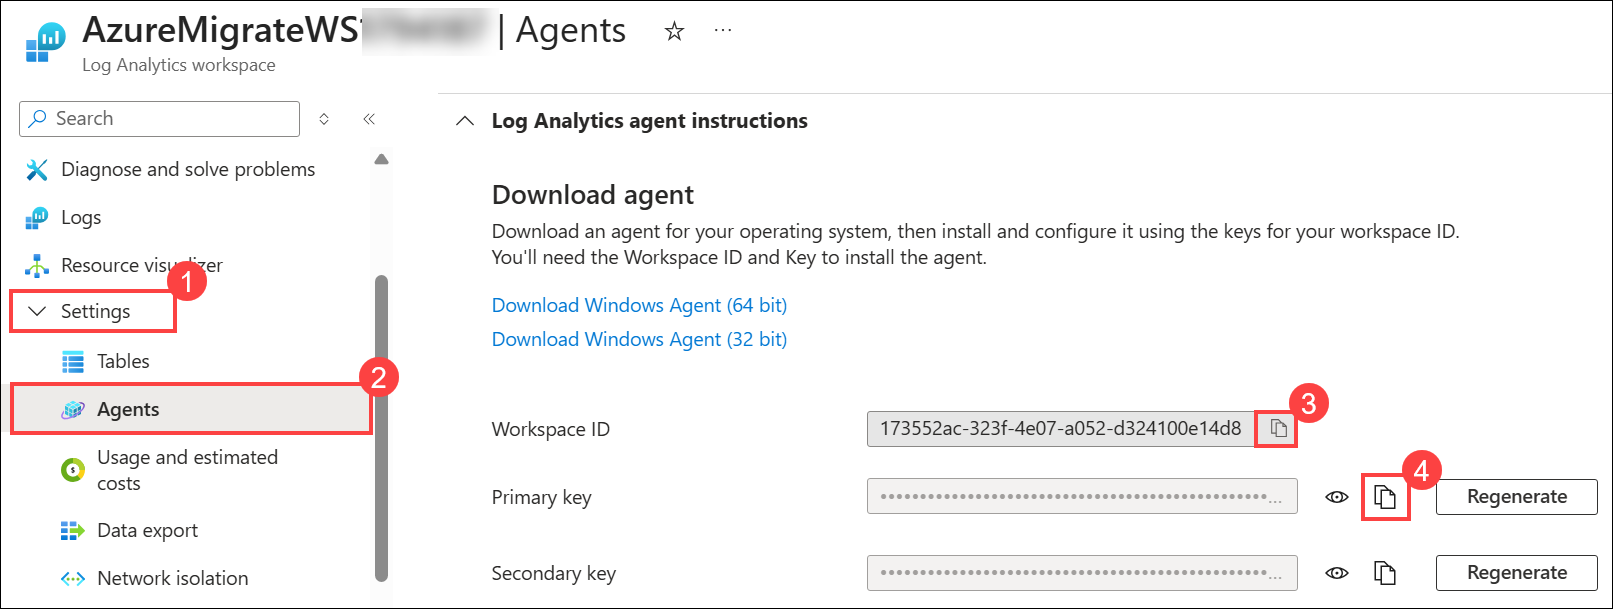 AzureMigrateWS | Agents
Log Analytics workspace
Search
Diagnose and solve problems
Logs
Resource visualizer
1
Settings
Tables
2
Agents
Usage and estimated
costs
Data export
Network isolation
Log Analytics agent instructions
Download agent
Download an agent for your operating system, then install and configure it using the keys for your workspace ID.
You'll need the Workspace ID and Key to install the agent.
Download Windows Agent (64 bit)
Download Windows Agent (32 bit)
3
Workspace ID 173552ac-323f-4e07-a052-d324100e14d8
4
Primary key Regenerate
Secondary key Regenerate